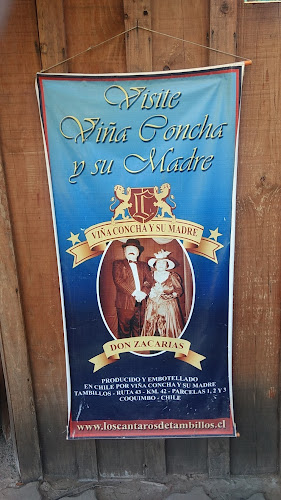 Visite
Viña Concha
y su Madre
VIÑA CONCHA Y SU MADRE
DON ZACARIAS
PRODUCIDO Y EMBOTELLADO
EN CHILE POR VIÑA CONCHA Y SU MADRE
TAMBILLOS - RUTA 43 - KM. 42 - PARCELAS 1, 2 Y 3
COQUIMBO - CHILE
www.loscantarosdetambillos.cl